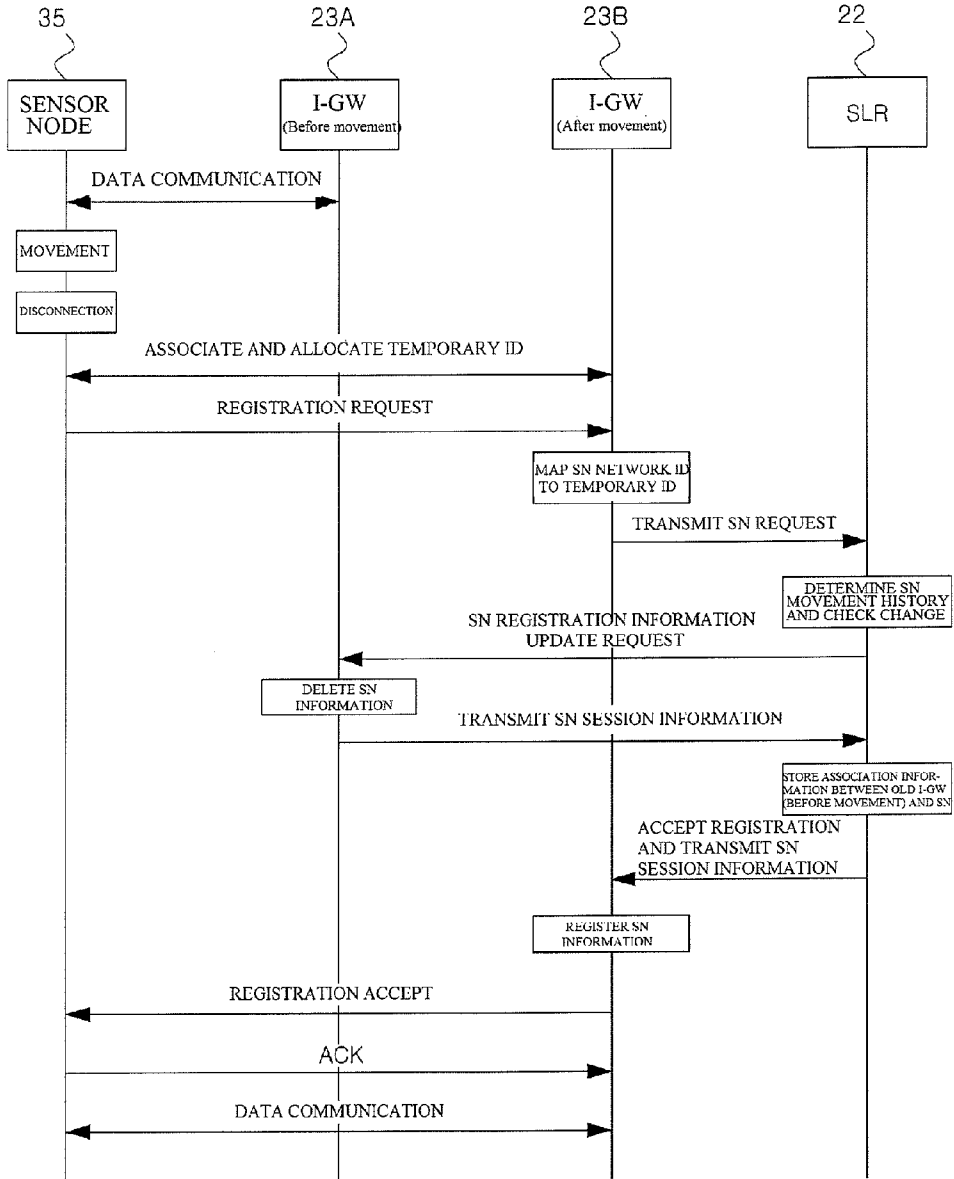 35
23A
23B
22
SENSOR
NODE
I-GW
(Before movement)
I-GW
(After movement)
SLR
DATA COMMUNICATION
MOVEMENT
DISCONNECTION
ASSOCIATE AND ALLOCATE TEMPORARY ID
REGISTRATION REQUEST
MAP SN NETWORK ID
TO TEMPORARY ID
TRANSMIT SN REQUEST
DETERMINE SN
MOVEMENT HISTORY
AND CHECK CHANGE
SN REGISTRATION INFORMATION
UPDATE REQUEST
DELETE SN
INFORMATION
TRANSMIT SN SESSION INFORMATION
STORE ASSOCIATION INFOR-
MATION BETWEEN OLD I-GW
(BEFORE MOVEMENT) AND SN
ACCEPT REGISTRATION
AND TRANSMIT SN
SESSION INFORMATION
REGISTER SN
INFORMATION
REGISTRATION ACCEPT
ACK
DATA COMMUNICATION